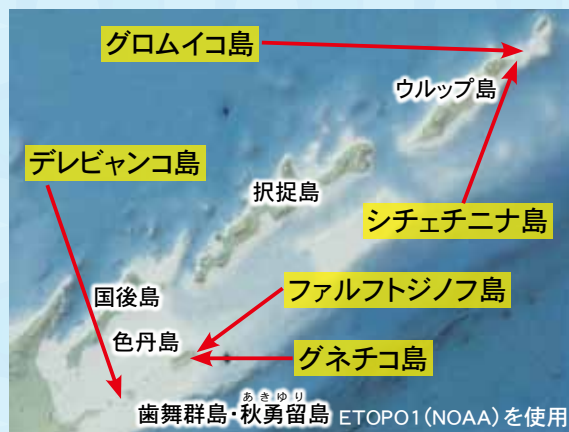 グロムイコ島
ウルップ島
デレビャンコ島
択捉島
シチェチニナ島
国後島
ファルフトジノフ島
色丹島
グネチコ島
あきゆり
歯舞群島・秋勇留島
ETOPO1(NOAA)を使用